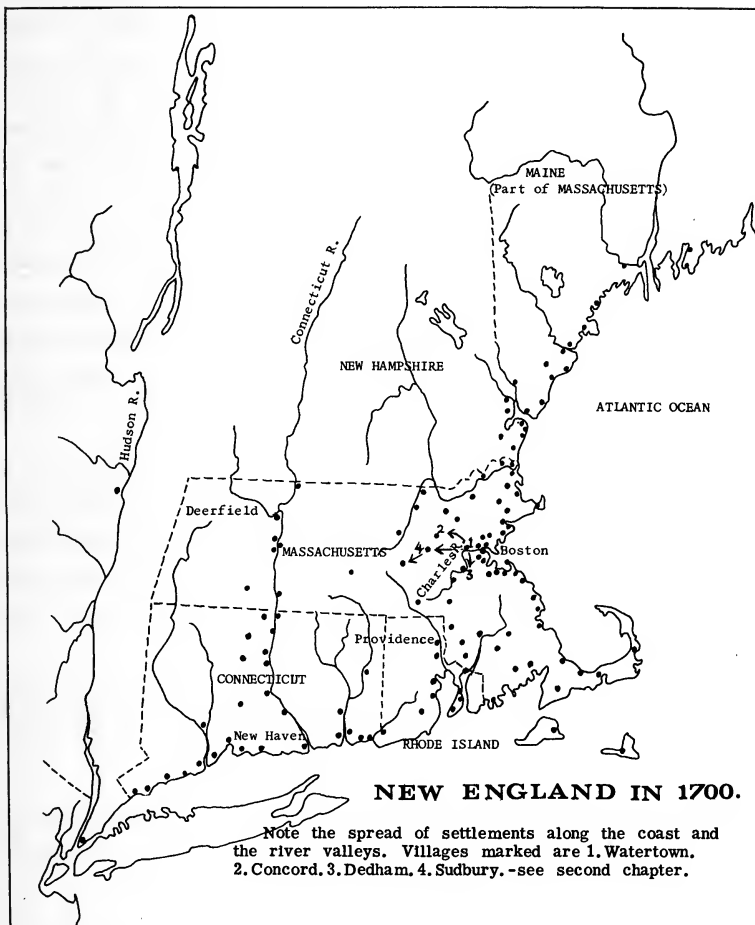 MAINE
(Part of MASSACHUSETTS)
Connecticut R.
NEW HAMPSHIRE
ATLANTIC OCEAN
Hudson R.
Deerfield
2
4
1
Boston
MASSACHUSETTS
Charles R.
3
Providence
CONNECTICUT
New Haven
RHODE ISLAND
NEW ENGLAND IN 1700.
Note the spread of settlements along the coast and
the river valleys. Villages marked are 1. Watertown.
2. Concord. 3. Dedham. 4. Sudbury. -see second chapter.